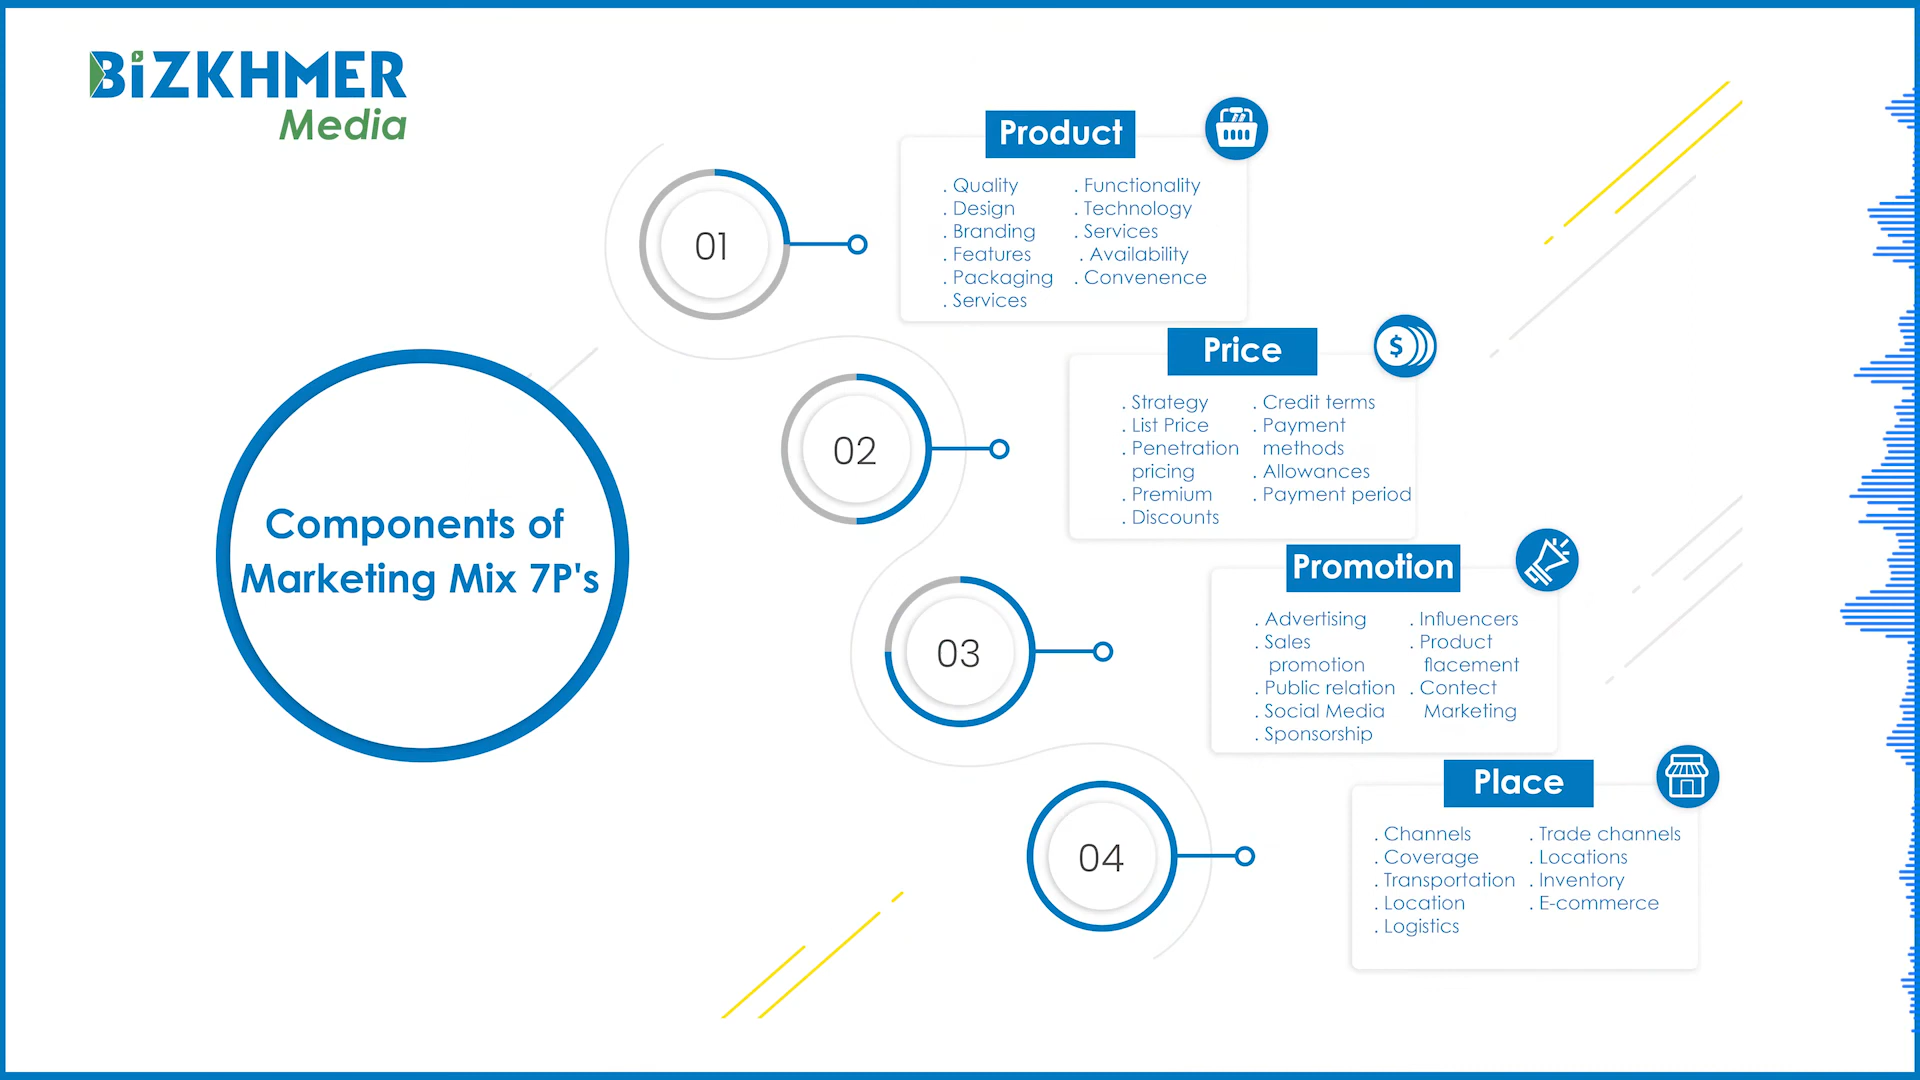 BiZKHMER
Media
Components of
Marketing Mix 7P's
01
Product
. Quality
. Design
. Branding
. Features
. Packaging
. Services
. Functionality
. Technology
. Services
. Availability
. Convenence
02
Price
$
. Strategy
. List Price
. Penetration
pricing
. Premium
. Discounts
. Credit terms
. Payment
methods
. Allowances
. Payment period
03
Promotion
. Advertising
. Sales
promotion
. Public relation
. Social Media
. Sponsorship
. Influencers
. Product
flacement
. Contect
Marketing
04
Place
. Channels
. Coverage
. Transportation
. Location
. Logistics
. Trade channels
. Locations
. Inventory
. E-commerce